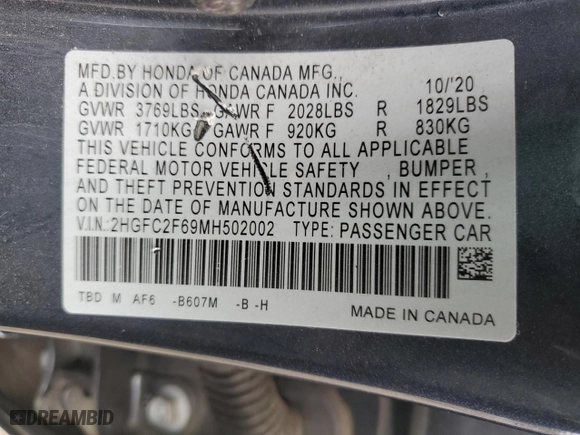 MFD.BY HONDA OF CANADA MFG.,
A DIVISION OF HONDA CANADA INC. 10/'20
GVWR 3769LBS GAWR F 2028LBS R 1829LBS
GVWR 1710KG GAWR F 920KG R 830KG
THIS VEHICLE CONFORMS TO ALL APPLICABLE
FEDERAL MOTOR VEHICLE SAFETY , BUMPER,
AND THEFT PREVENTION STANDARDS IN EFFECT
ON THE DATE OF MANUFACTURE SHOWN ABOVE.
V.I.N.:2HGFC2F69MH502002 TYPE: PASSENGER CAR
TBD M AF6 -B607M -B -H
MADE IN CANADA
DREAMBID